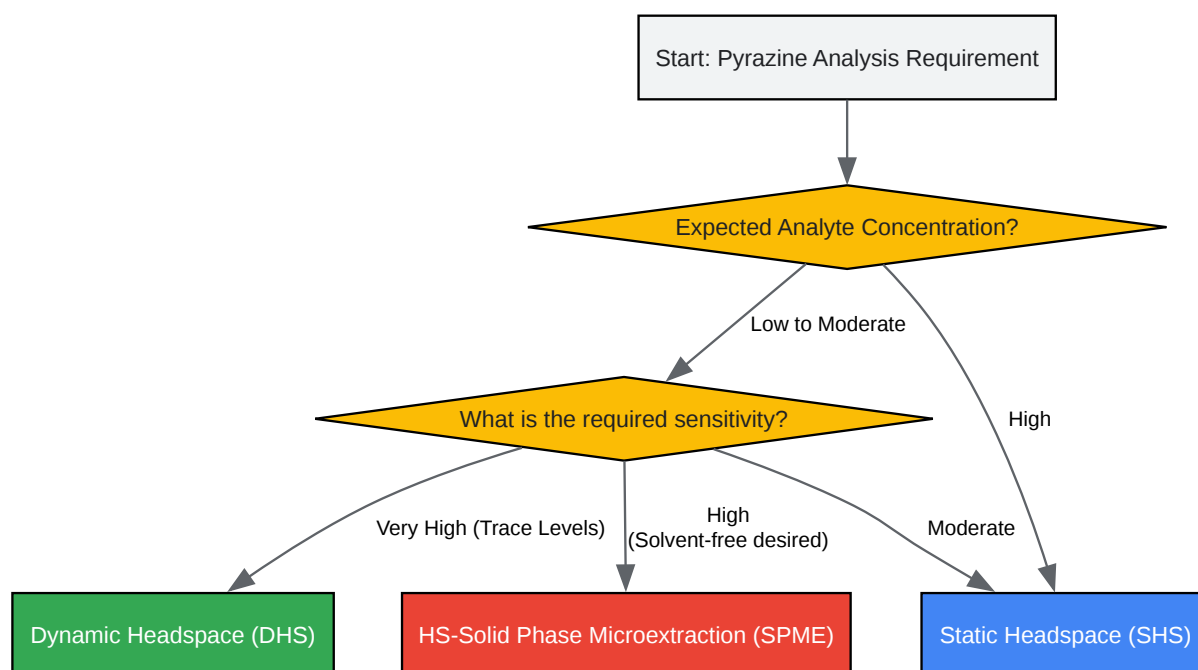 Start: Pyrazine Analysis Requirement
Expected Analyte Concentration?
Low to Moderate
What is the required sensitivity?
High
Very High (Trace Levels)
High
(Solvent-free desired)
Moderate
Dynamic Headspace (DHS)
HS-Solid Phase Microextraction (SPME)
Static Headspace (SHS)